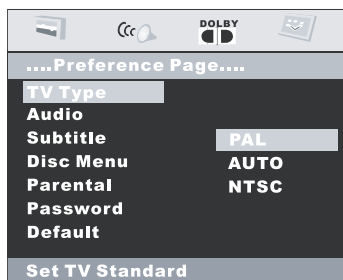 DOLBY
....Preference Page....
TV Type
Audio
Subtitle
PAL
Disc Menu
AUTO
Parental
NTSC
Password
Default
Set TV Standard